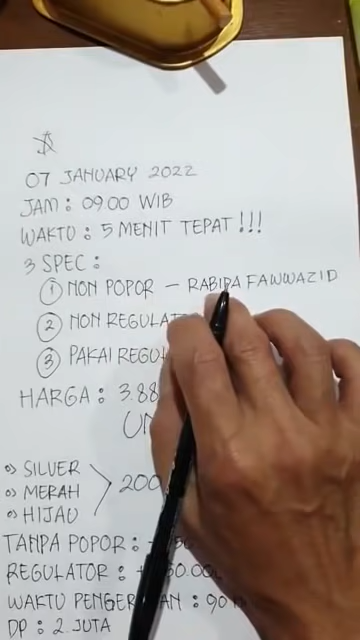 07 JANUARY 2022
JAM : 09.00 WIB
WAKTU : 5 MENIT TEPAT !!!
3 SPEC :
1 NON POPOR - RABIPA FAWWAZID
2 NON REGULAT
3 PAKAI REGU
HARGA : 3.88
UN
SILVER
MERAH 200
HIJAU
TANPA POPOR :
REGULATOR :
WAKTU PENGER AN : 90 H
DP : 2 JUTA